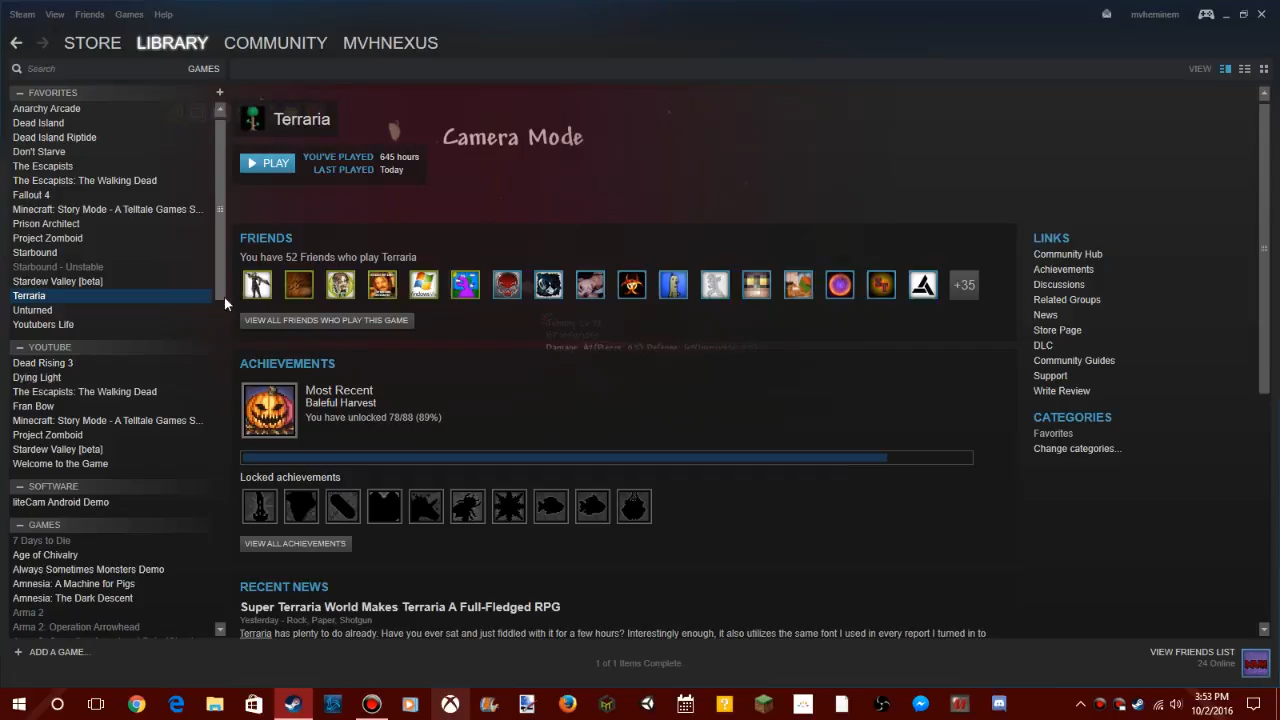 Steam View Friends Games Help mvheminem
STORE LIBRARY COMMUNITY MVHNEXUS
Search GAMES VIEW
– FAVORITES +
Anarchy Arcade
Dead Island
Dead Island Riptide
Don't Starve
The Escapists
The Escapists: The Walking Dead
Fallout 4
Minecraft: Story Mode - A Telltale Games S...
Prison Architect
Project Zomboid
Starbound
Starbound - Unstable
Stardew Valley [beta]
Terraria
Unturned
Youtubers Life
– YOUTUBE
Dead Rising 3
Dying Light
The Escapists: The Walking Dead
Fran Bow
Minecraft: Story Mode - A Telltale Games S...
Project Zomboid
Stardew Valley [beta]
Welcome to the Game
– SOFTWARE
liteCam Android Demo
– GAMES
7 Days to Die
Age of Chivalry
Always Sometimes Monsters Demo
Amnesia: A Machine for Pigs
Amnesia: The Dark Descent
Arma 2
Arma 2: Operation Arrowhead
+ ADD A GAME...
Terraria
Camera Mode
PLAY
YOU'VE PLAYED 645 hours
LAST PLAYED Today
FRIENDS
You have 52 Friends who play Terraria
+35
VIEW ALL FRIENDS WHO PLAY THIS GAME
ACHIEVEMENTS
Most Recent
Baleful Harvest
You have unlocked 78/88 (89%)
Locked achievements
VIEW ALL ACHIEVEMENTS
RECENT NEWS
Super Terraria World Makes Terraria A Full-Fledged RPG
Yesterday - Rock, Paper, Shotgun
Terraria has plenty to do already. Have you ever sat and just fiddled with it for a few hours? Interestingly enough, it also utilizes the same font I used in every report I turned in to
LINKS
Community Hub
Achievements
Discussions
Related Groups
News
Store Page
DLC
Community Guides
Support
Write Review
CATEGORIES
Favorites
Change categories...
1 of 1 Items Complete
VIEW FRIENDS LIST
24 Online
3:53 PM
10/2/2016